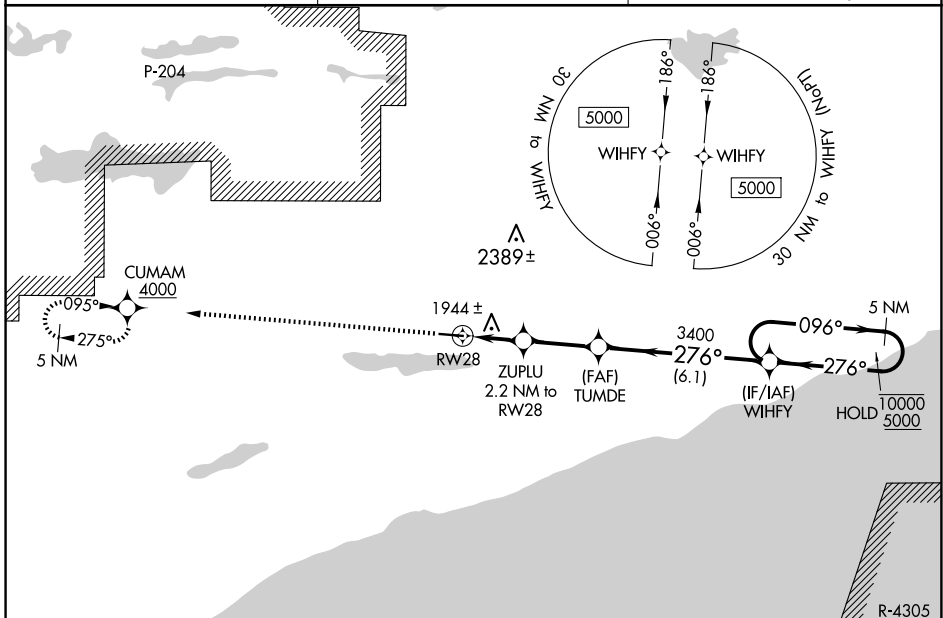 P-204
30 NM to WIHFY
186°
186°
30 NM to WIHFY (NoPT)
5000
WIHFY
WIHFY
5000
006°
006°
2389±
CUMAM
4000
095°
275°
5 NM
1944 ±
RW28
ZUPLU
2.2 NM to
RW28
(FAF)
TUMDE
3400
276°
(6.1)
(IF/IAF)
WIHFY
5 NM
096°
276°
HOLD
10000
5000
R-4305